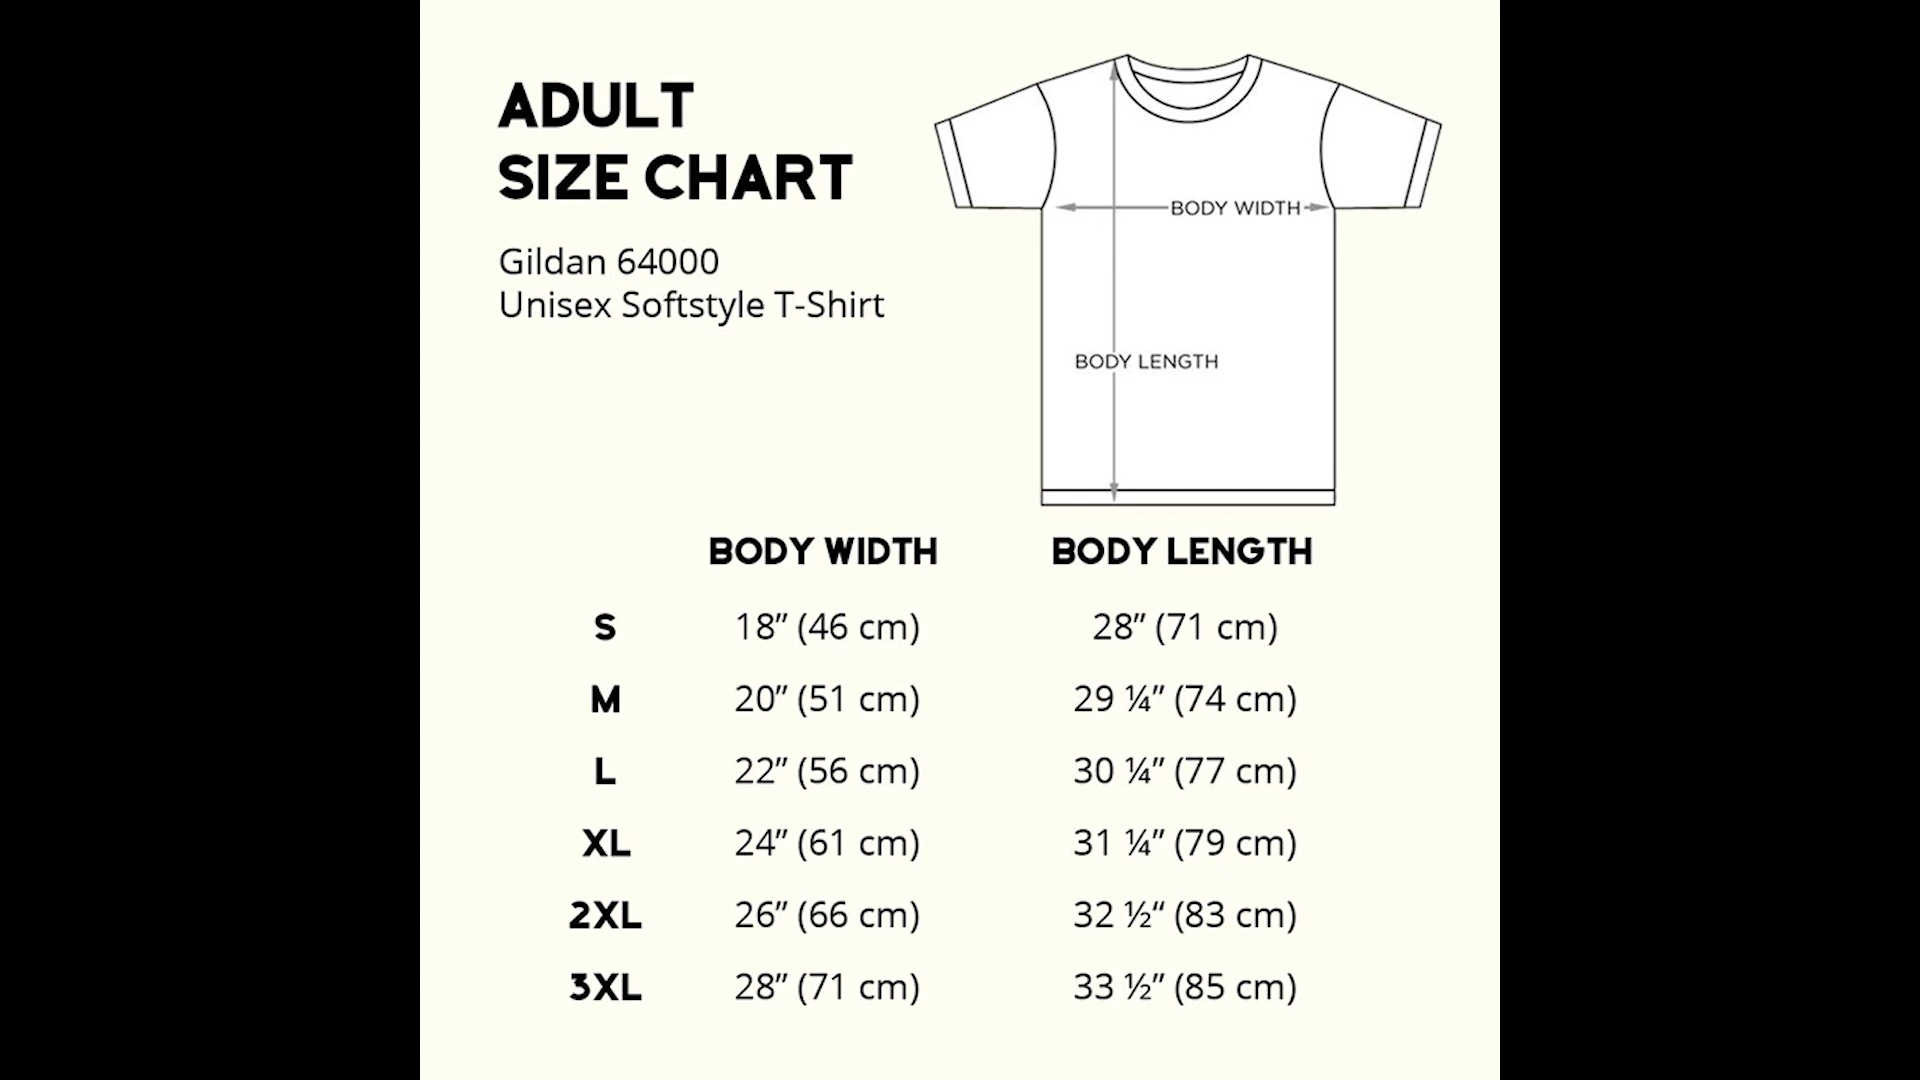 ADULT
SIZE CHART
Gildan 64000
Unisex Softstyle T-Shirt
BODY WIDTH
BODY LENGTH
BODY WIDTH BODY LENGTH
S 18” (46 cm) 28” (71 cm)
M 20” (51 cm) 29 ¼” (74 cm)
L 22” (56 cm) 30 ¼” (77 cm)
XL 24” (61 cm) 31 ¼” (79 cm)
2XL 26” (66 cm) 32 ½“ (83 cm)
3XL 28” (71 cm) 33 ½” (85 cm)